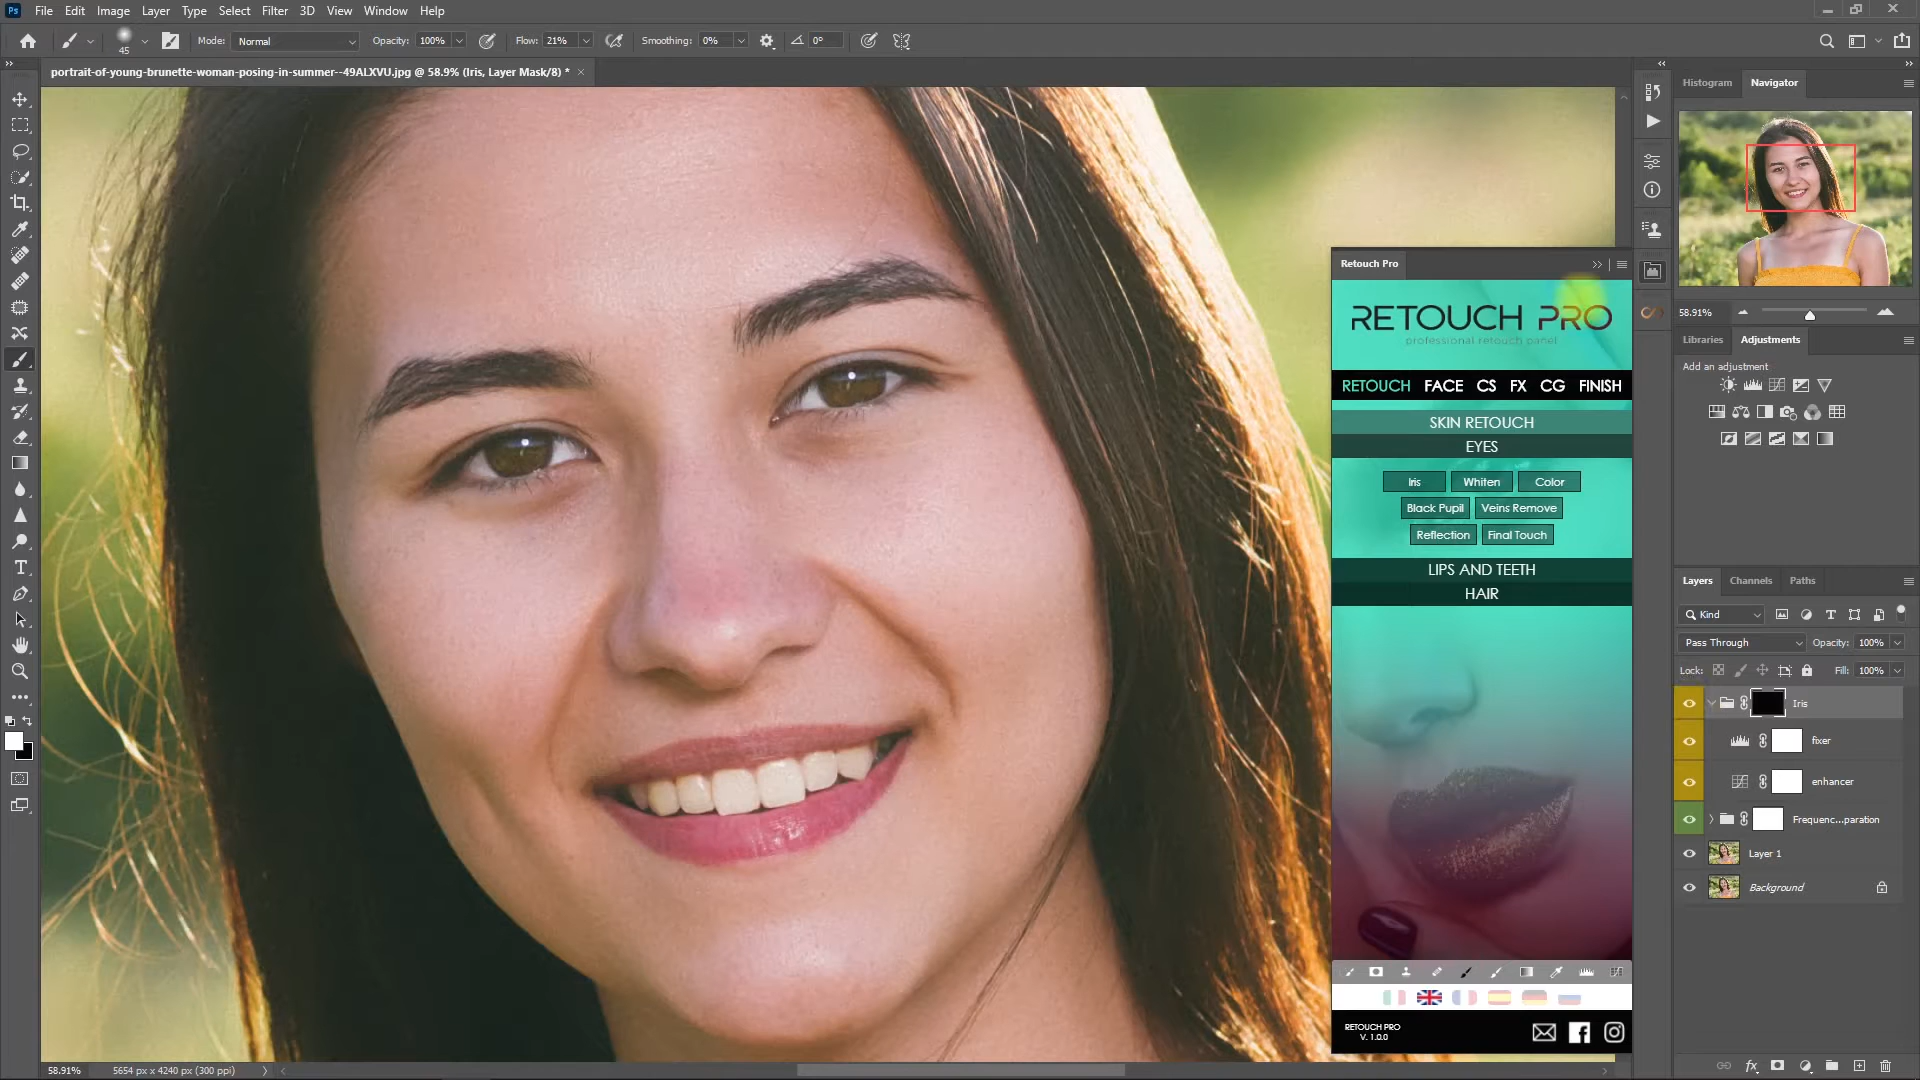 Ps File Edit Image Layer Type Select Filter 3D View Window Help
45 Mode: Normal Opacity: 100% Flow: 21% Smoothing: 0% 0°
portrait-of-young-brunette-woman-posing-in-summer--49ALXVU.jpg @ 58.9% (Iris, Layer Mask/8) *
Histogram Navigator
58.91%
Libraries Adjustments
Add an adjustment
Retouch Pro
RETOUCH PRO
professional retouch panel
RETOUCH FACE CS FX CG FINISH
SKIN RETOUCH
EYES
Iris Whiten Color
Black Pupil Veins Remove
Reflection Final Touch
LIPS AND TEETH
HAIR
RETOUCH PRO
V. 1.0.0
Layers Channels Paths
Kind
Pass Through Opacity: 100%
Lock: Fill: 100%
Iris
fixer
enhancer
Frequenc...paration
Layer 1
Background
58.91% 5654 px x 4240 px (300 ppi)